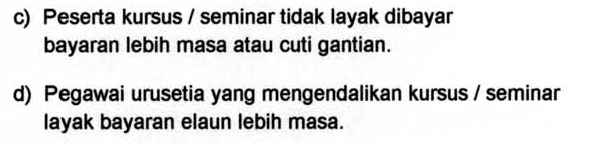 c) Peserta kursus / seminar tidak layak dibayar
bayaran lebih masa atau cuti gantian.
d) Pegawai urusetia yang mengendalikan kursus / seminar
layak bayaran elaun lebih masa.